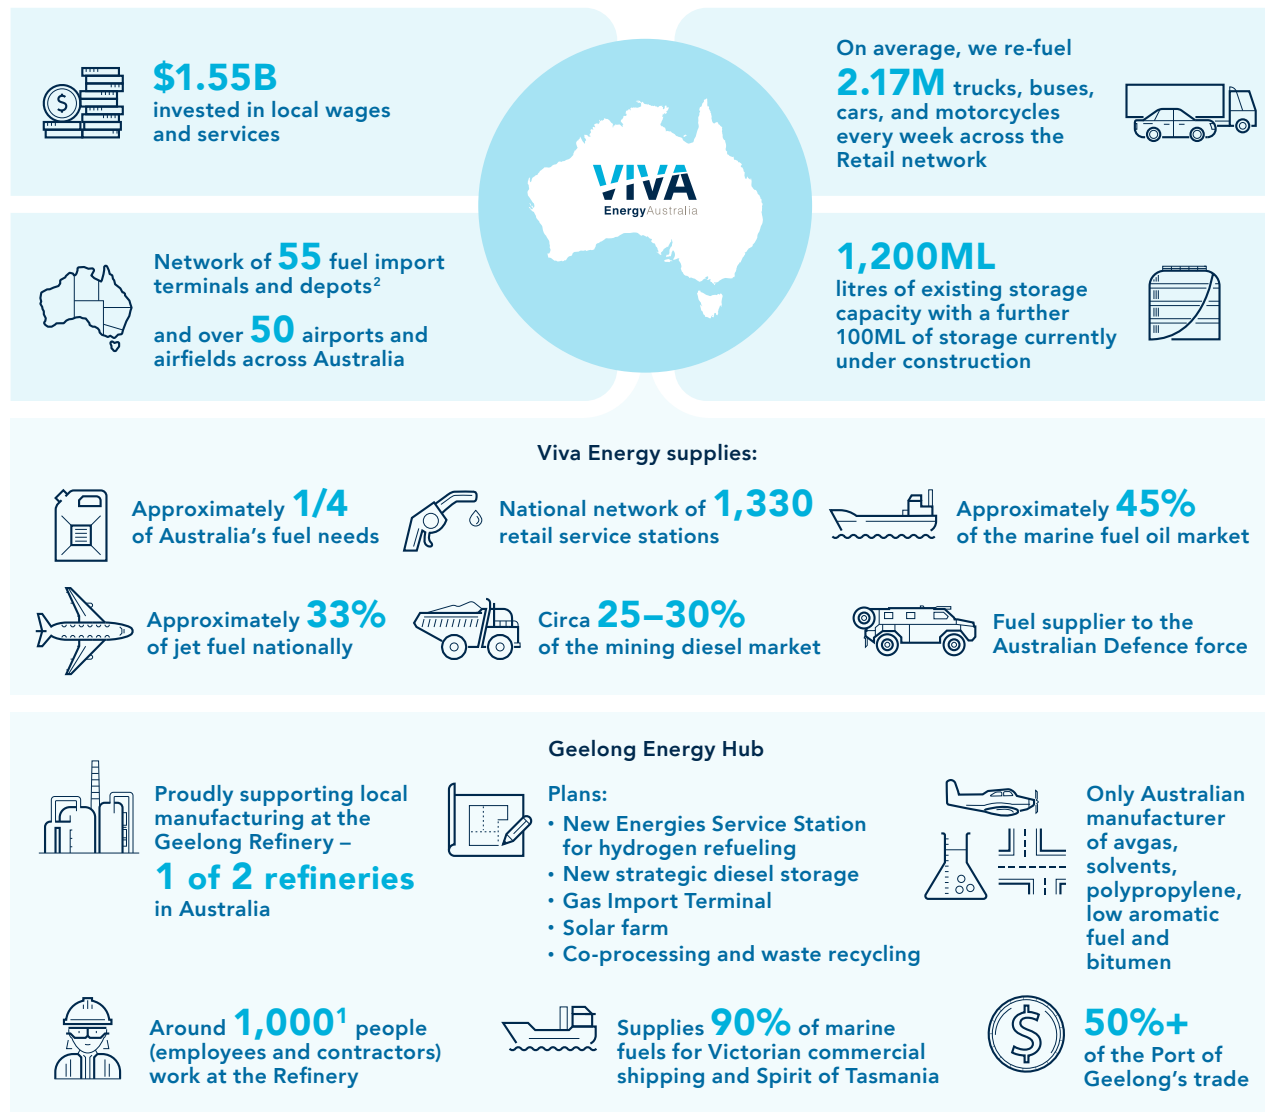 $1.55B
invested in local wages
and services
VIVA
EnergyAustralia
On average, we re-fuel
2.17M trucks, buses,
cars, and motorcycles
every week across the
Retail network
Network of 55 fuel import
terminals and depots²
and over 50 airports and
airfields across Australia
1,200ML
litres of existing storage
capacity with a further
100ML of storage currently
under construction
Viva Energy supplies:
Approximately 1/4
of Australia's fuel needs
National network of 1,330
retail service stations
Approximately 45%
of the marine fuel oil market
Approximately 33%
of jet fuel nationally
Circa 25–30%
of the mining diesel market
Fuel supplier to the
Australian Defence force
Geelong Energy Hub
Proudly supporting local
manufacturing at the
Geelong Refinery –
1 of 2 refineries
in Australia
Plans:
• New Energies Service Station
for hydrogen refueling
• New strategic diesel storage
• Gas Import Terminal
• Solar farm
• Co-processing and waste recycling
Only Australian
manufacturer
of avgas,
solvents,
polypropylene,
low aromatic
fuel and
bitumen
Around 1,000¹ people
(employees and contractors)
work at the Refinery
Supplies 90% of marine
fuels for Victorian commercial
shipping and Spirit of Tasmania
$
50%+
of the Port of
Geelong's trade